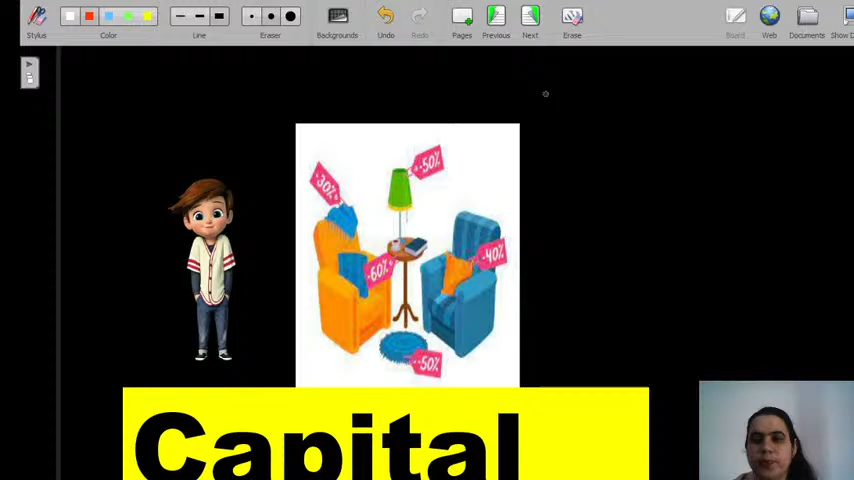 Stylus Color Line Eraser Backgrounds Undo Redo Pages Previous Next Erase Board Web Documents Show D
-50%
-30%
-40%
-60%
-50%
Capital